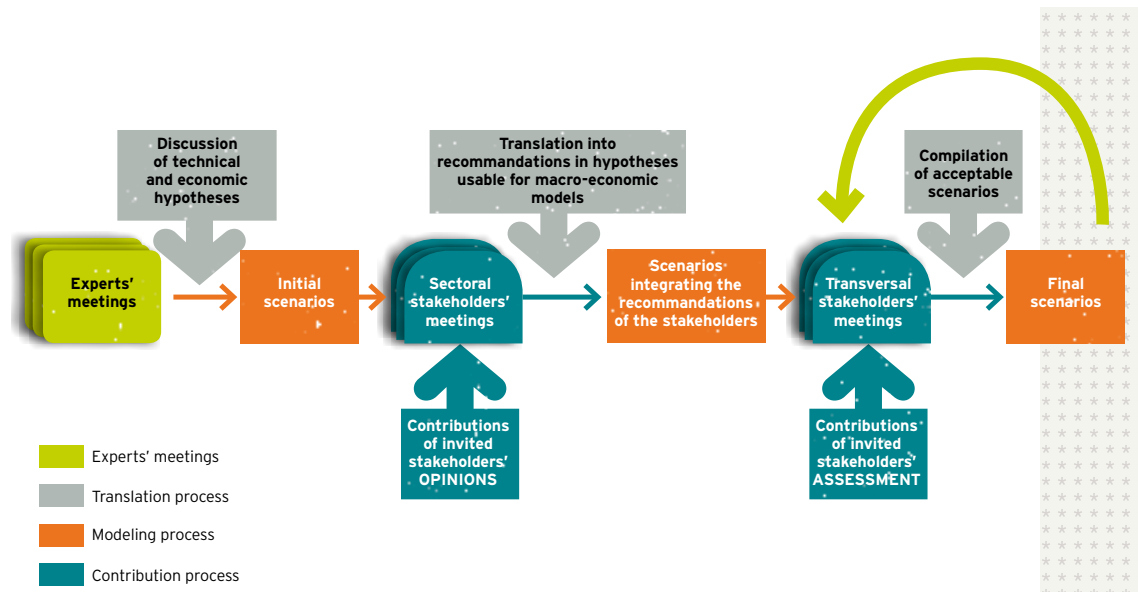 Discussion
of technical
and economic
hypotheses
Translation into
recommandations in hypotheses
usable for macro-economic
models
Compilation
of acceptable
scenarios
Experts’
meetings
Initial
scenarios
Sectoral
stakeholders’
meetings
Scenarios
integrating the
recommandations
of the stakeholders
Transversal
stakeholders’
meetings
Final
scenarios
Contributions
of invited
stakeholders’
OPINIONS
Contributions
of invited
stakeholders’
ASSESSMENT
Experts’ meetings
Translation process
Modeling process
Contribution process